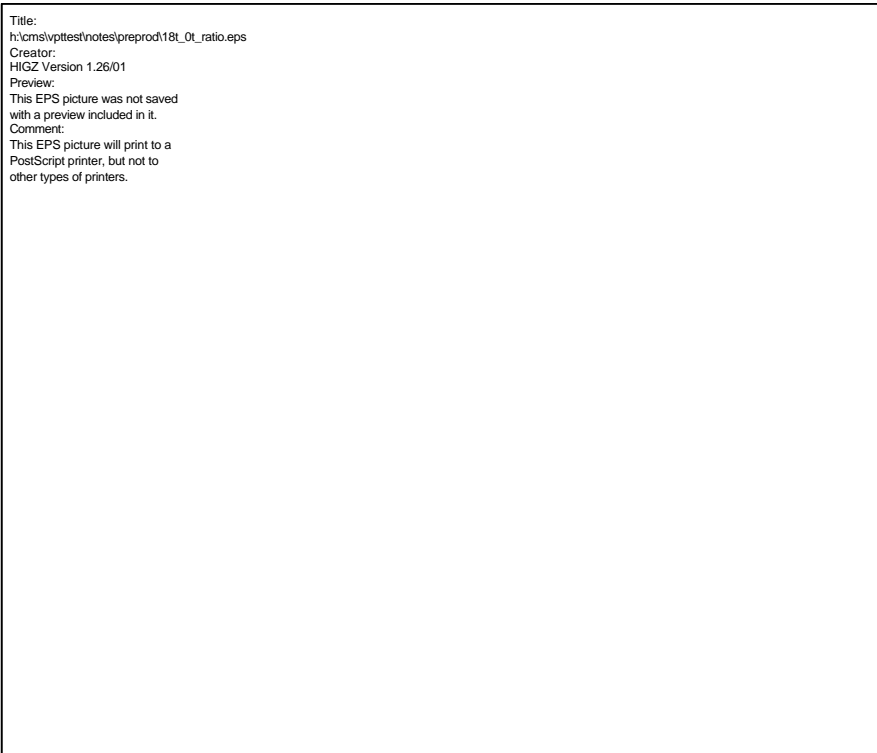 Title:
h:\cms\vpttest\notes\preprod\18t_0t_ratio.eps
Creator:
HIGZ Version 1.26/01
Preview:
This EPS picture was not saved
with a preview included in it.
Comment:
This EPS picture will print to a
PostScript printer, but not to
other types of printers.